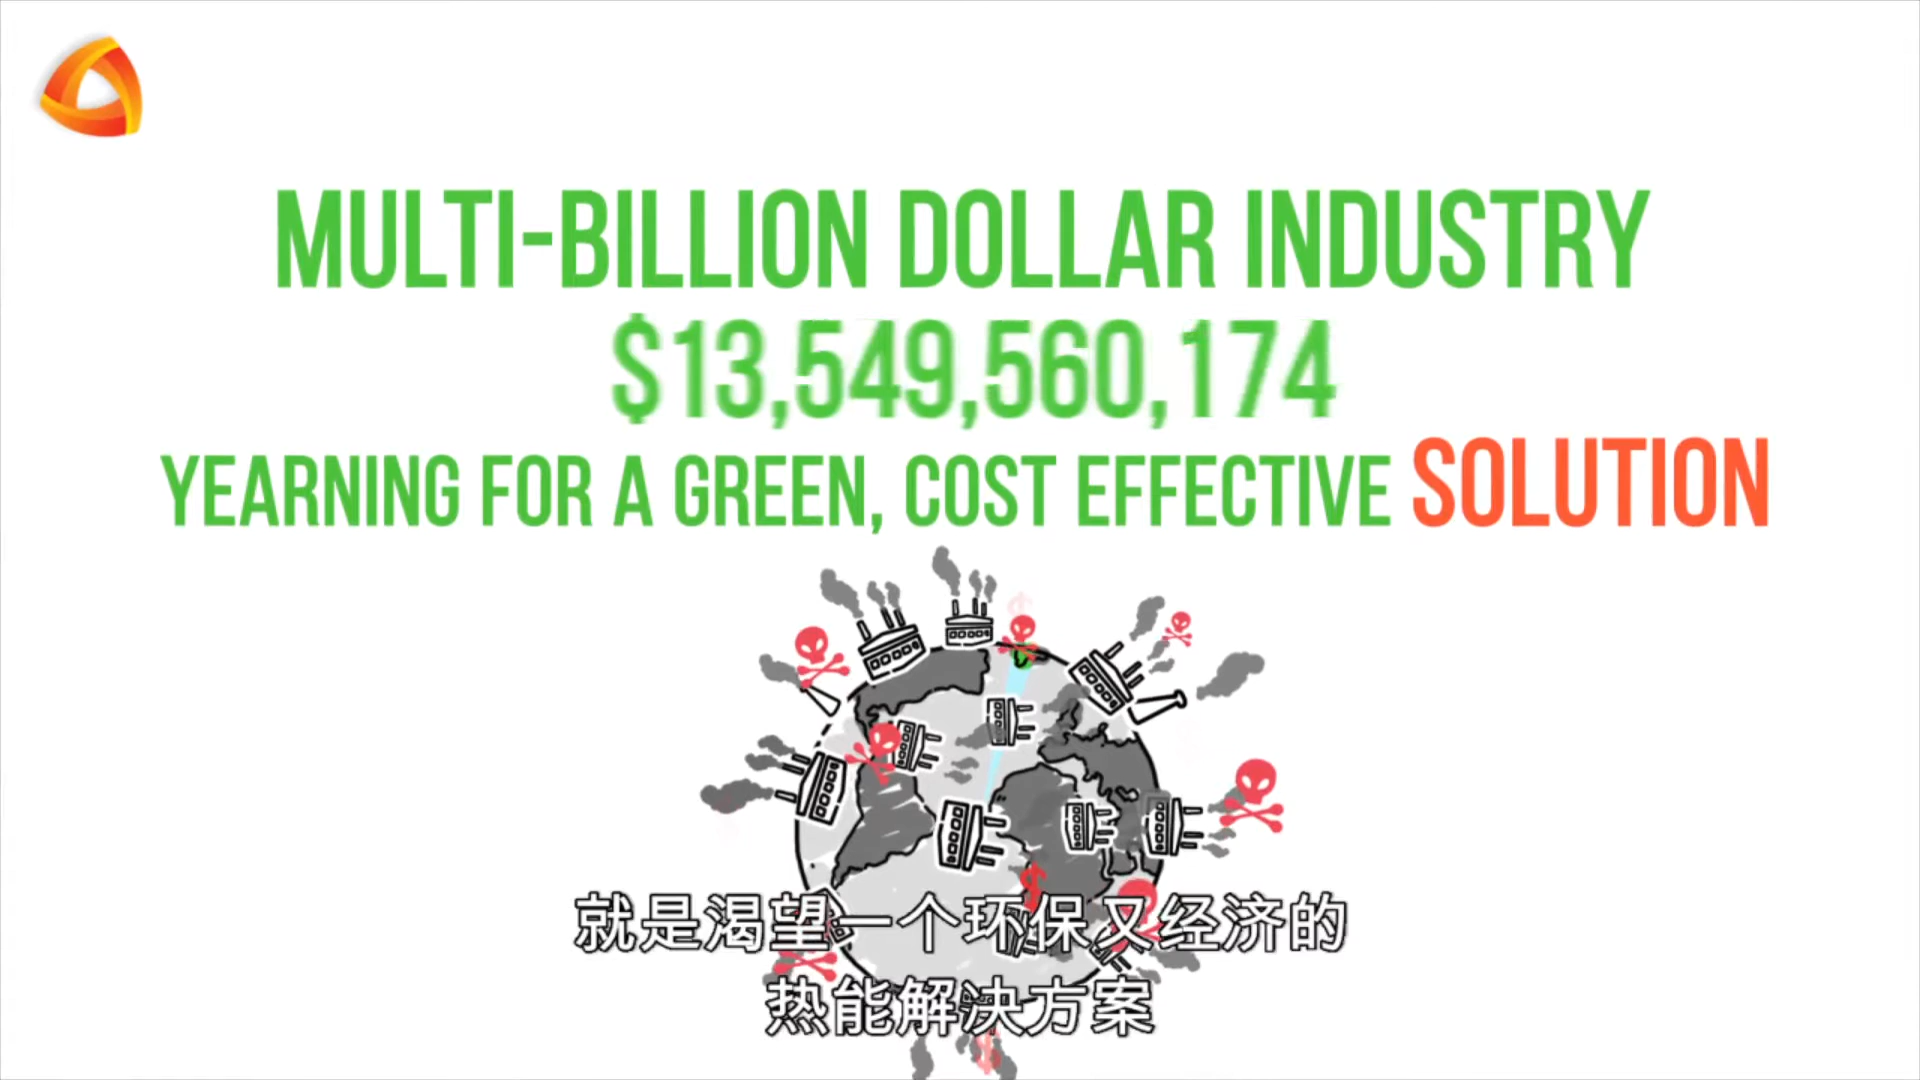 MULTI-BILLION DOLLAR INDUSTRY
$13,549,560,174
YEARNING FOR A GREEN, COST EFFECTIVE SOLUTION
就是渴望一个环保又经济的
热能解决方案